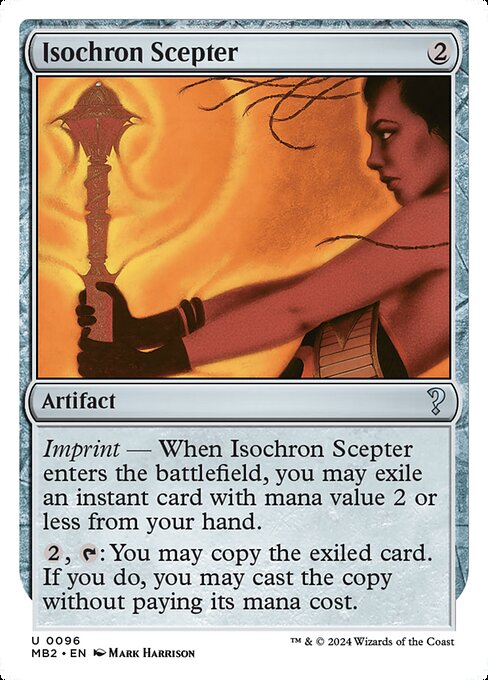 Isochron Scepter 2
Artifact
Imprint — When Isochron Scepter
enters the battlefield, you may exile
an instant card with mana value 2 or
less from your hand.
2, : You may copy the exiled card.
If you do, you may cast the copy
without paying its mana cost.
U 0096 ™ & © 2024 Wizards of the Coast
MB2 • EN Mark Harrison